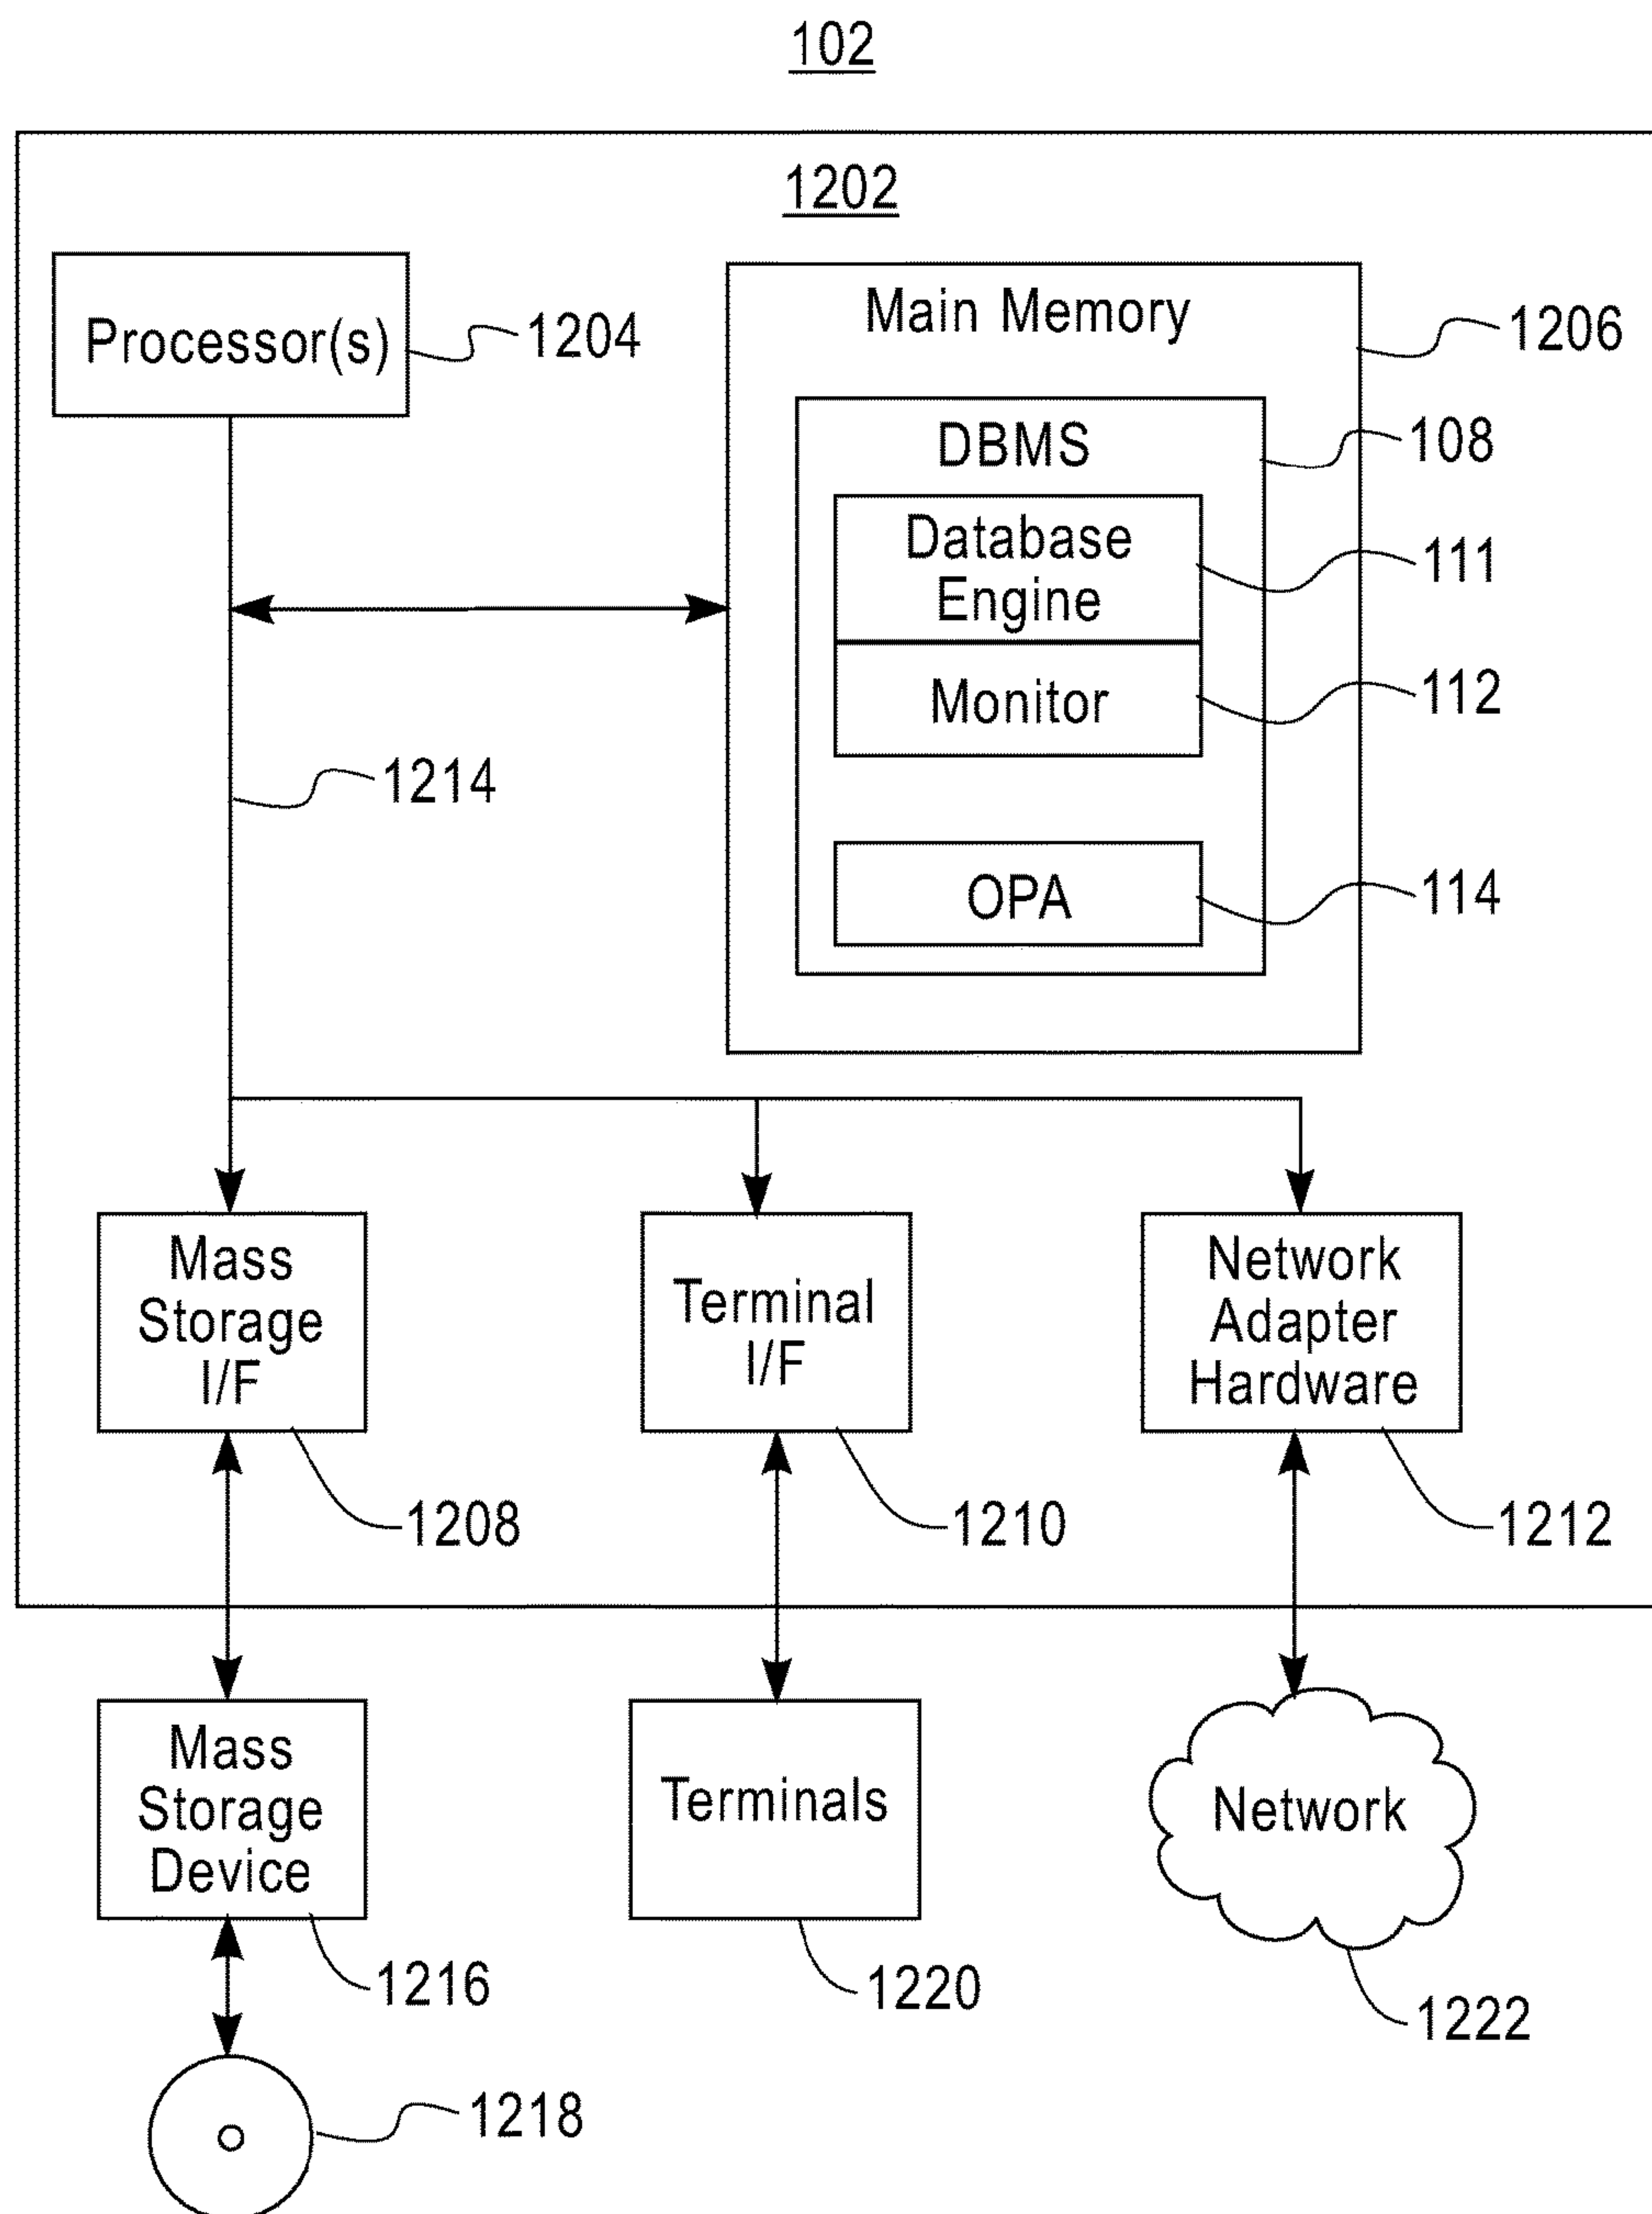 102
1202
Processor(s)
1204
Main Memory
1206
DBMS
108
Database
Engine
111
Monitor
112
1214
OPA
114
Mass
Storage
I/F
1208
Terminal
I/F
1210
Network
Adapter
Hardware
1212
Mass
Storage
Device
1216
Terminals
1220
Network
1222
1218